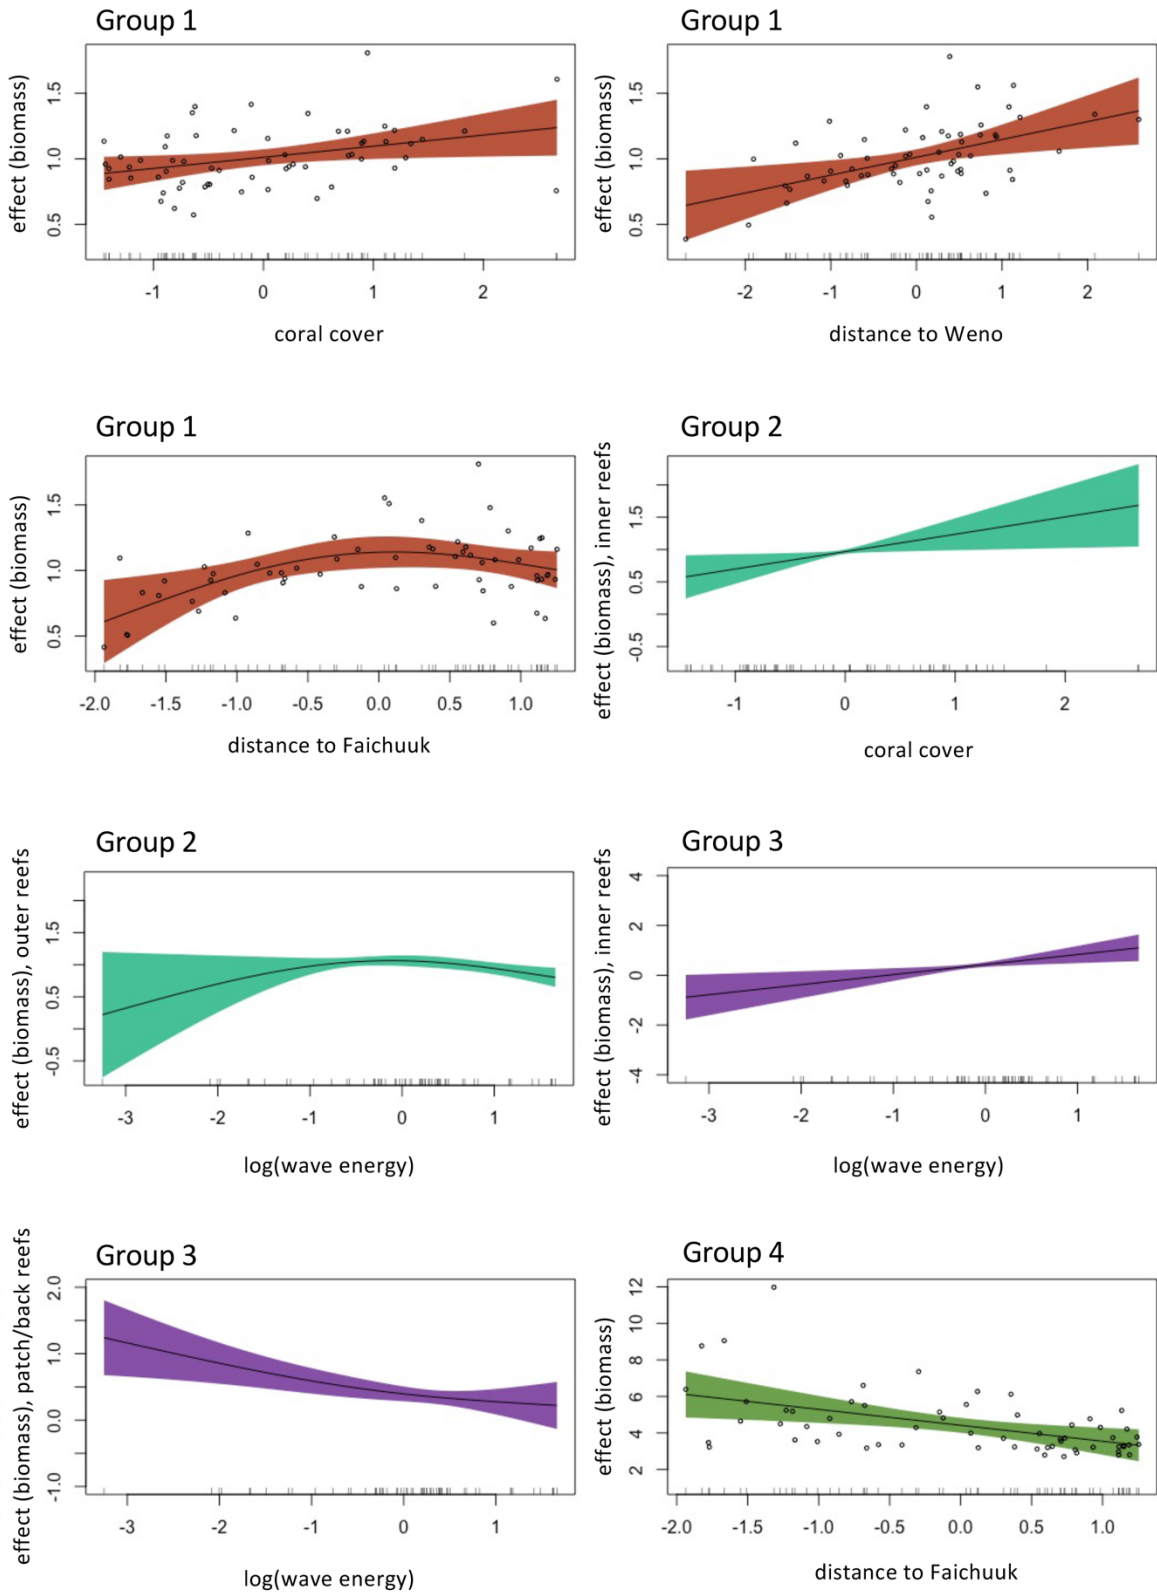 Group 1
effect (biomass)
1.5
1.0
0.5
-1 0 1 2
coral cover
Group 1
effect (biomass)
1.5
1.0
0.5
-2 -1 0 1 2
distance to Weno
Group 1
effect (biomass)
1.5
1.0
0.5
-2.0 -1.5 -1.0 -0.5 0.0 0.5 1.0
distance to Faichuuk
Group 2
effect (biomass), inner reefs
1.5
0.5
-0.5
-1 0 1 2
coral cover
Group 2
effect (biomass), outer reefs
1.5
0.5
-0.5
-3 -2 -1 0 1
log(wave energy)
Group 3
effect (biomass), inner reefs
4
2
0
-2
-4
-3 -2 -1 0 1
log(wave energy)
Group 3
effect (biomass), patch/back reefs
2.0
1.0
0.0
-1.0
-3 -2 -1 0 1
log(wave energy)
Group 4
effect (biomass)
12
10
8
6
4
2
-2.0 -1.5 -1.0 -0.5 0.0 0.5 1.0
distance to Faichuuk